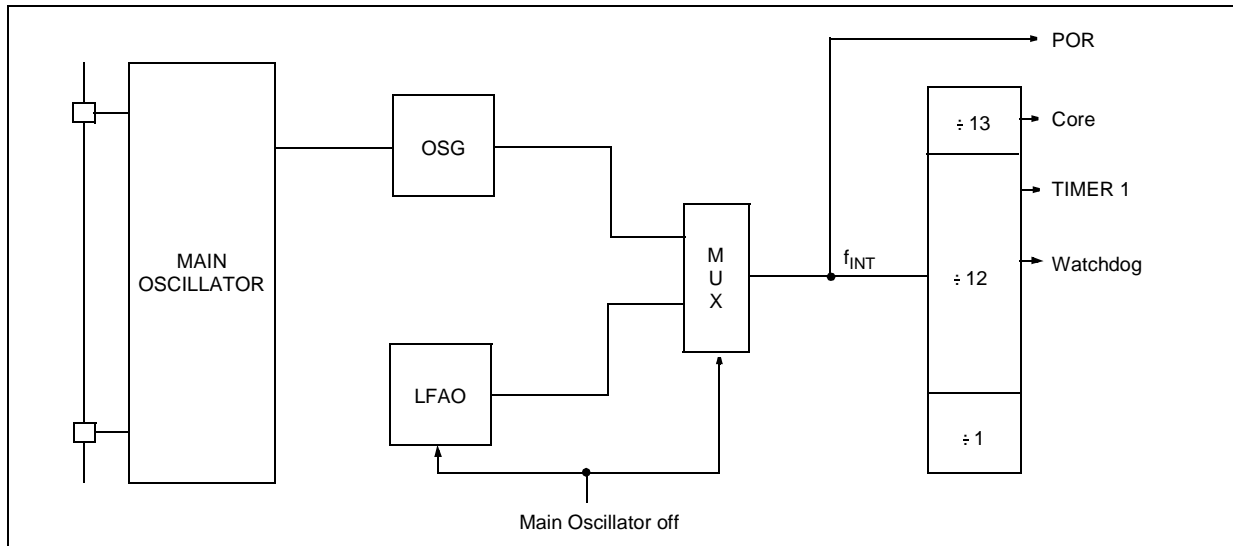 POR
÷ 13
Core
OSG
TIMER 1
MAIN
OSCILLATOR
M
U
X
fINT
÷ 12
Watchdog
LFAO
÷ 1
Main Oscillator off